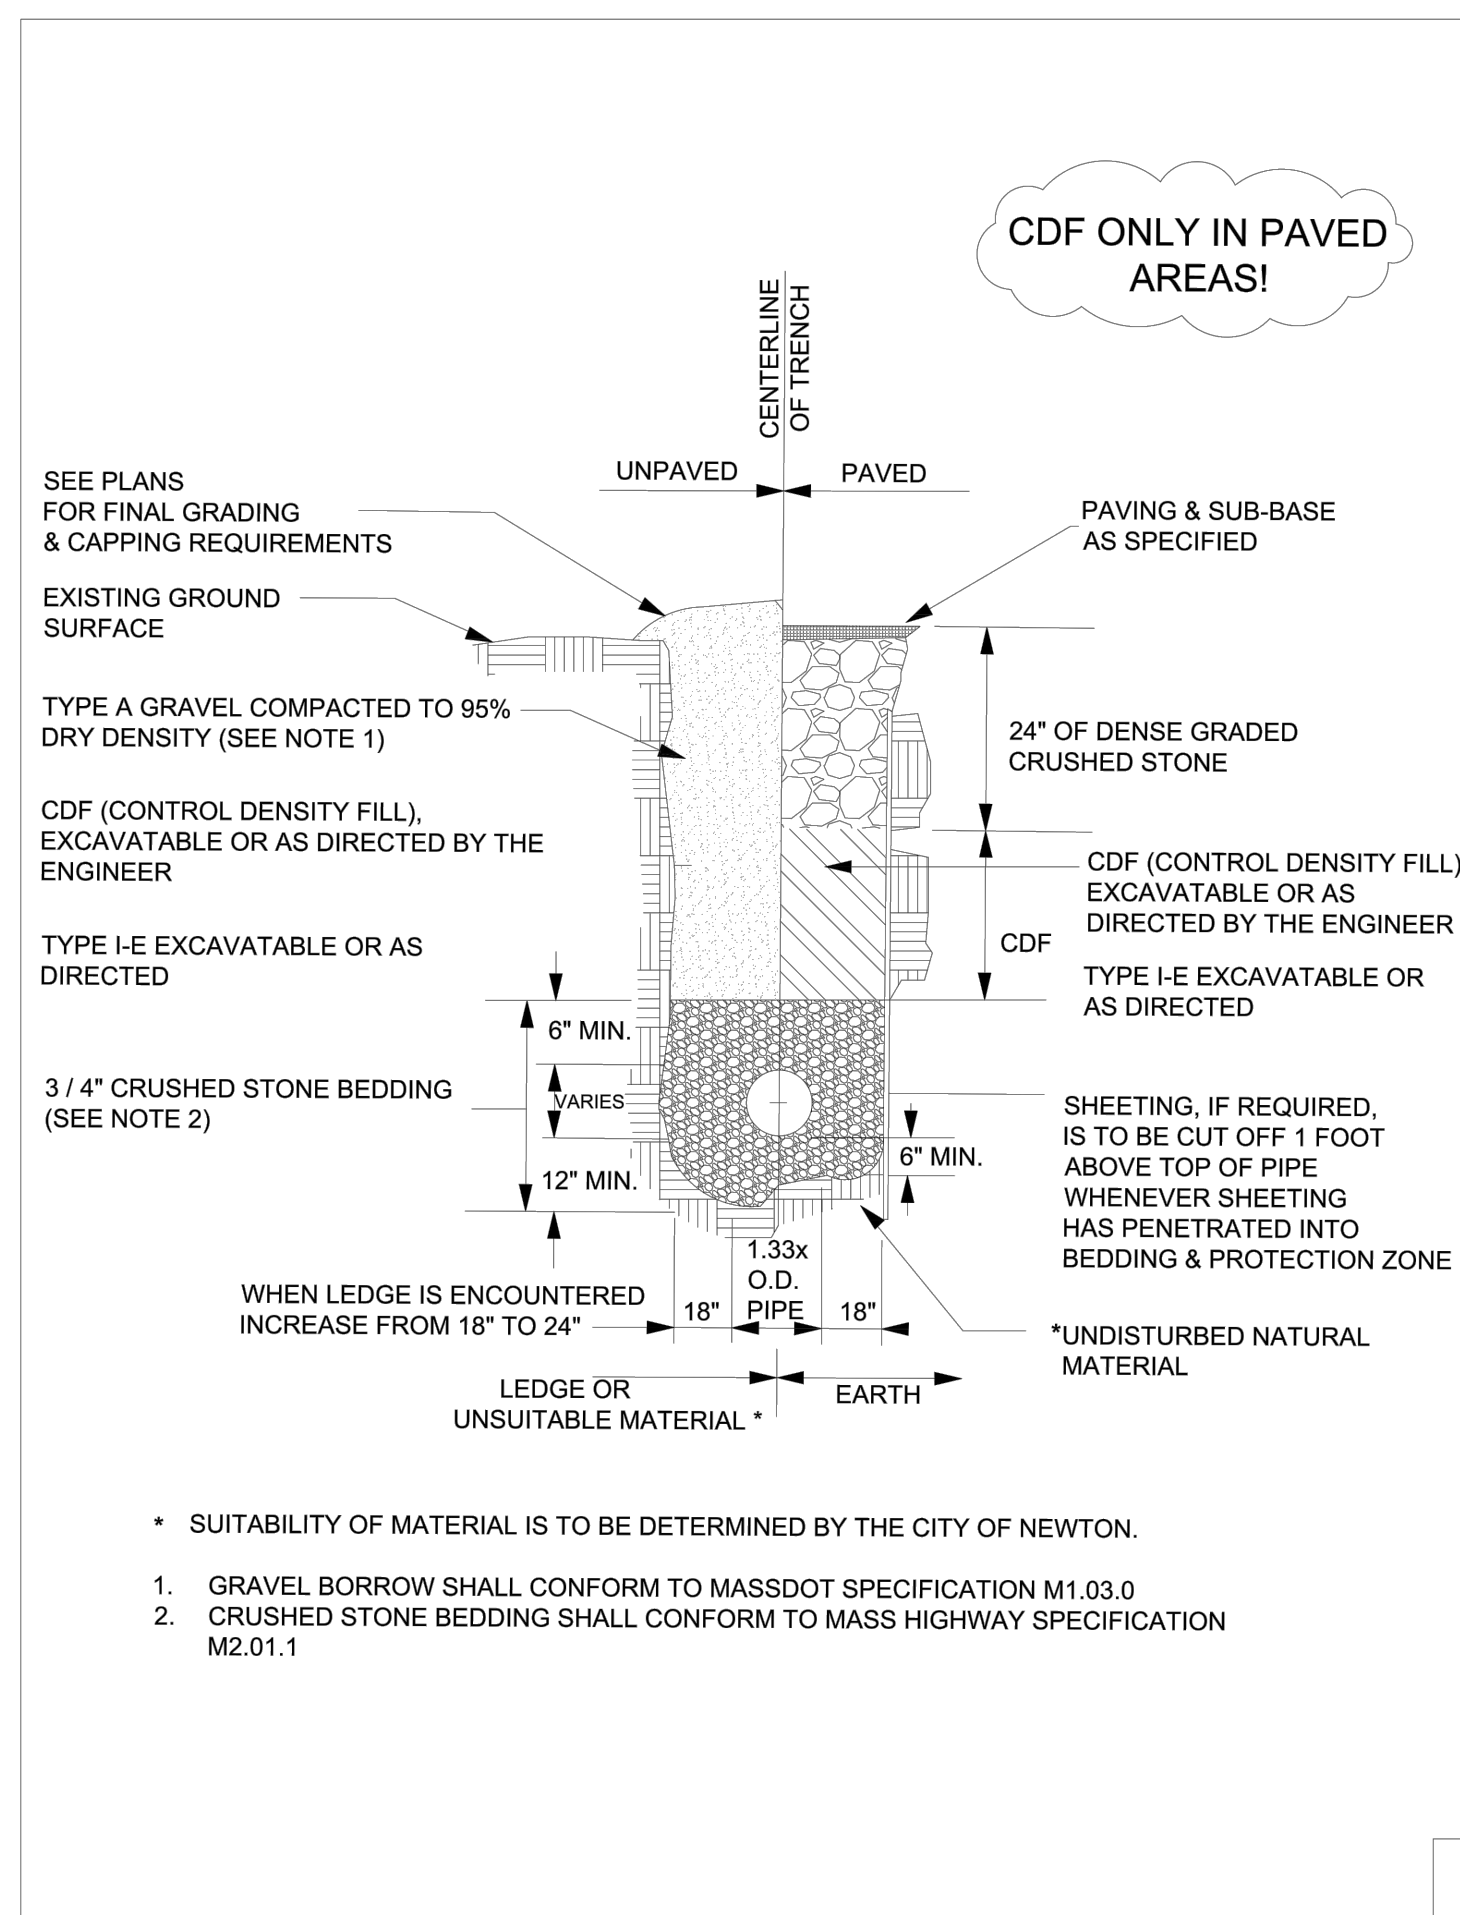 CDF ONLY IN PAVED
AREAS!
CENTERLINE
OF TRENCH
UNPAVED
PAVED
SEE PLANS
FOR FINAL GRADING
& CAPPING REQUIREMENTS
PAVING & SUB-BASE
AS SPECIFIED
EXISTING GROUND
SURFACE
TYPE A GRAVEL COMPACTED TO 95%
DRY DENSITY (SEE NOTE 1)
24" OF DENSE GRADED
CRUSHED STONE
CDF (CONTROL DENSITY FILL),
EXCAVATABLE OR AS DIRECTED BY THE
ENGINEER
CDF (CONTROL DENSITY FILL)
EXCAVATABLE OR AS
DIRECTED BY THE ENGINEER
CDF
TYPE I-E EXCAVATABLE OR AS
DIRECTED
TYPE I-E EXCAVATABLE OR
AS DIRECTED
6" MIN.
3 / 4" CRUSHED STONE BEDDING
(SEE NOTE 2)
VARIES
SHEETING, IF REQUIRED,
IS TO BE CUT OFF 1 FOOT
ABOVE TOP OF PIPE
WHENEVER SHEETING
HAS PENETRATED INTO
BEDDING & PROTECTION ZONE
6" MIN.
12" MIN.
1.33x
O.D.
PIPE
WHEN LEDGE IS ENCOUNTERED
INCREASE FROM 18" TO 24"
18"
18"
*UNDISTURBED NATURAL
MATERIAL
LEDGE OR
UNSUITABLE MATERIAL *
EARTH
* SUITABILITY OF MATERIAL IS TO BE DETERMINED BY THE CITY OF NEWTON.
1. GRAVEL BORROW SHALL CONFORM TO MASSDOT SPECIFICATION M1.03.0
2. CRUSHED STONE BEDDING SHALL CONFORM TO MASS HIGHWAY SPECIFICATION
M2.01.1